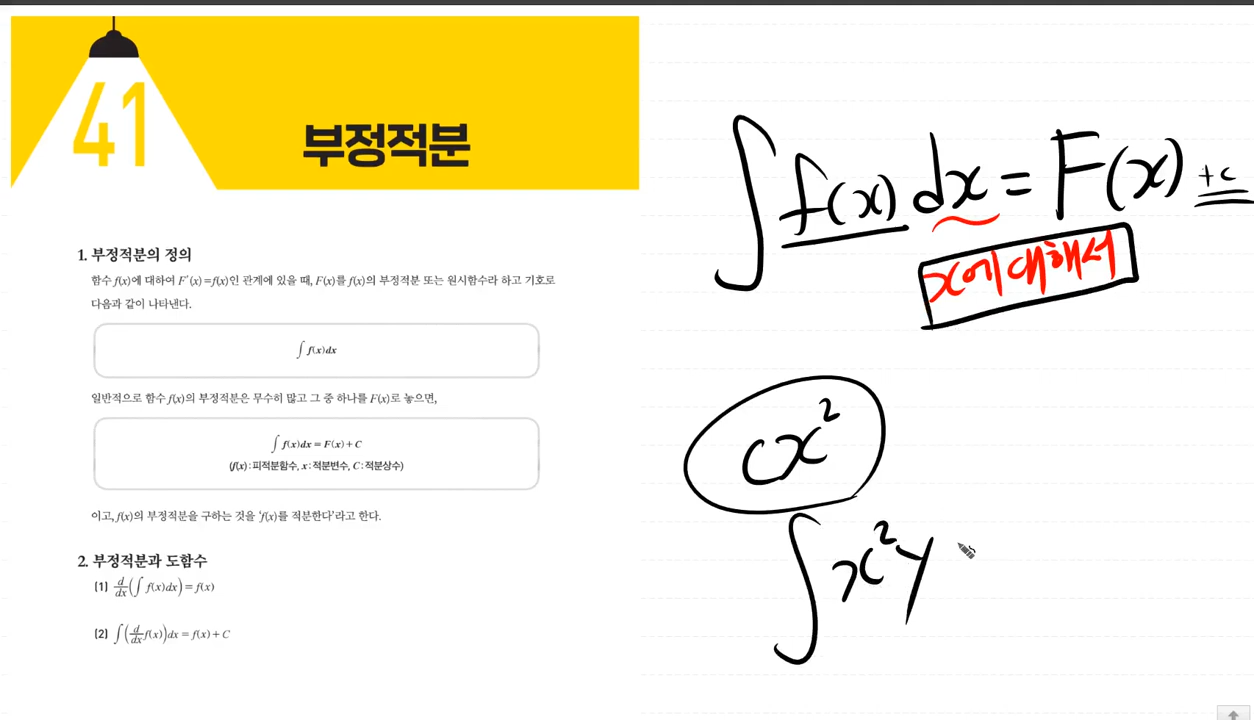 41
부정적분
1. 부정적분의 정의
함수 f(x)에 대하여 F′(x)=f(x)인 관계에 있을 때, F(x)를 f(x)의 부정적분 또는 원시함수라 하고 기호로
다음과 같이 나타낸다.
∫ f(x)dx
일반적으로 함수 f(x)의 부정적분은 무수히 많고 그 중 하나를 F(x)로 놓으면,
∫ f(x)dx = F(x)+C
(f(x) : 피적분함수, x : 적분변수, C : 적분상수)
이고, f(x)의 부정적분을 구하는 것을 ‘f(x)를 적분한다’라고 한다.
2. 부정적분과 도함수
(1) d/dx(∫ f(x)dx) = f(x)
(2) ∫(d/dx f(x))dx = f(x)+C
∫f(x)dx = F(x) +c
x에 대해서
cx²
∫x²y